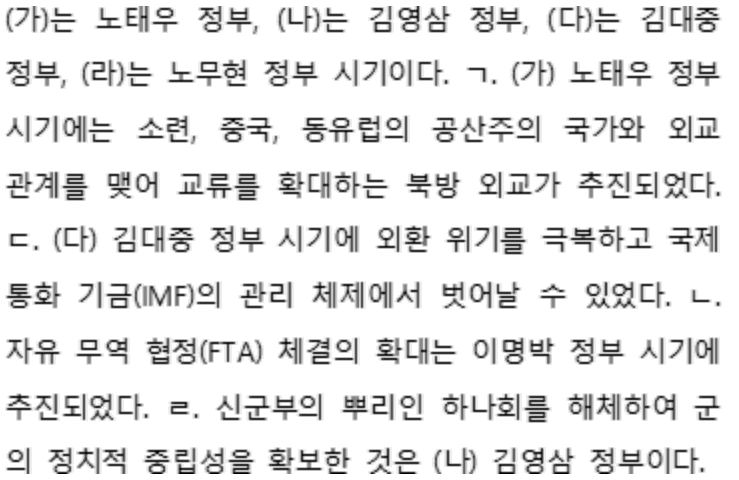 (가)는 노태우 정부, (나)는 김영삼 정부, (다)는 김대중
정부, (라)는 노무현 정부 시기이다. ㄱ. (가) 노태우 정부
시기에는 소련, 중국, 동유럽의 공산주의 국가와 외교
관계를 맺어 교류를 확대하는 북방 외교가 추진되었다.
ㄷ. (다) 김대중 정부 시기에 외환 위기를 극복하고 국제
통화 기금(IMF)의 관리 체제에서 벗어날 수 있었다. ㄴ.
자유 무역 협정(FTA) 체결의 확대는 이명박 정부 시기에
추진되었다. ㄹ. 신군부의 뿌리인 하나회를 해체하여 군
의 정치적 중립성을 확보한 것은 (나) 김영삼 정부이다.